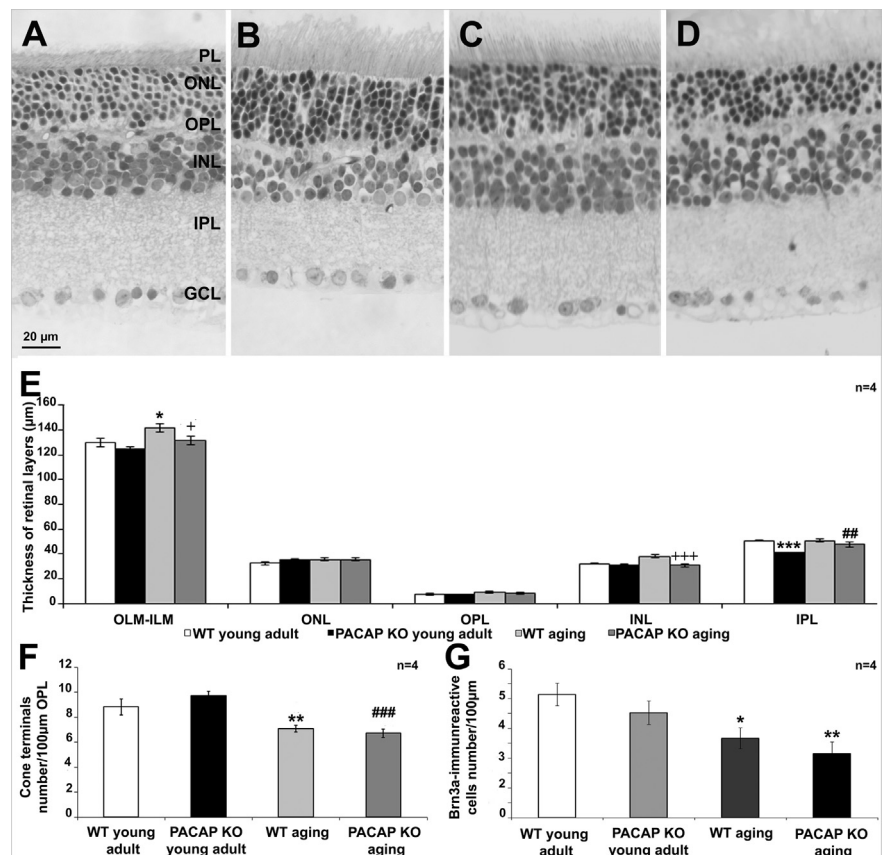 A
B
C
D
PL
ONL
OPL
INL
IPL
GCL
20 µm
E
n=4
Thickness of retinal layers (µm)
160
140
120
100
80
60
40
20
0
*
+
+++
***
##
OLM-ILM
ONL
OPL
INL
IPL
WT young adult
PACAP KO young adult
WT aging
PACAP KO aging
F
n=4
Cone terminals
number/100µm OPL
12
10
8
6
4
2
0
**
###
WT young
adult
PACAP KO
young adult
WT aging
PACAP KO
aging
G
n=4
Brn3a-immunreactive
cells number/100µm
5
5
4
3
2
1
0
*
**
WT young
adult
PACAP KO
young adult
WT aging
PACAP KO
aging